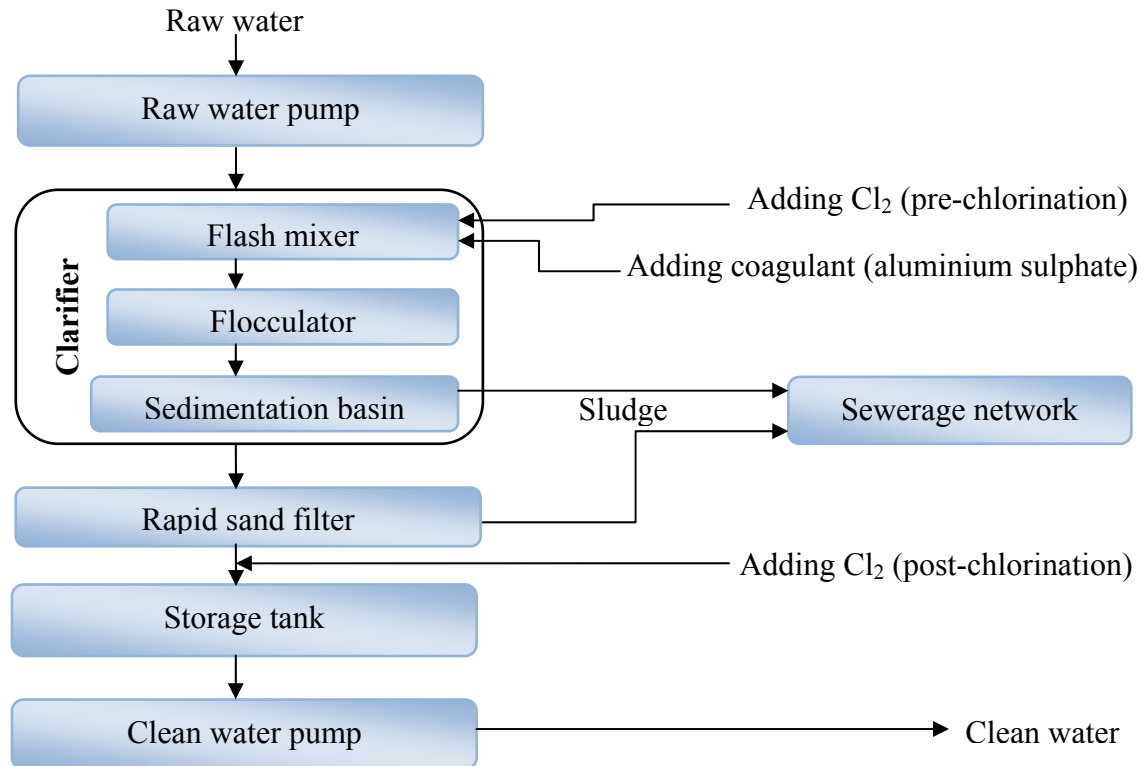 Raw water
Raw water pump
Adding Cl₂ (pre-chlorination)
Flash mixer
Adding coagulant (aluminium sulphate)
Clarifier
Flocculator
Sedimentation basin
Sludge
Sewerage network
Rapid sand filter
Adding Cl₂ (post-chlorination)
Storage tank
Clean water pump
Clean water